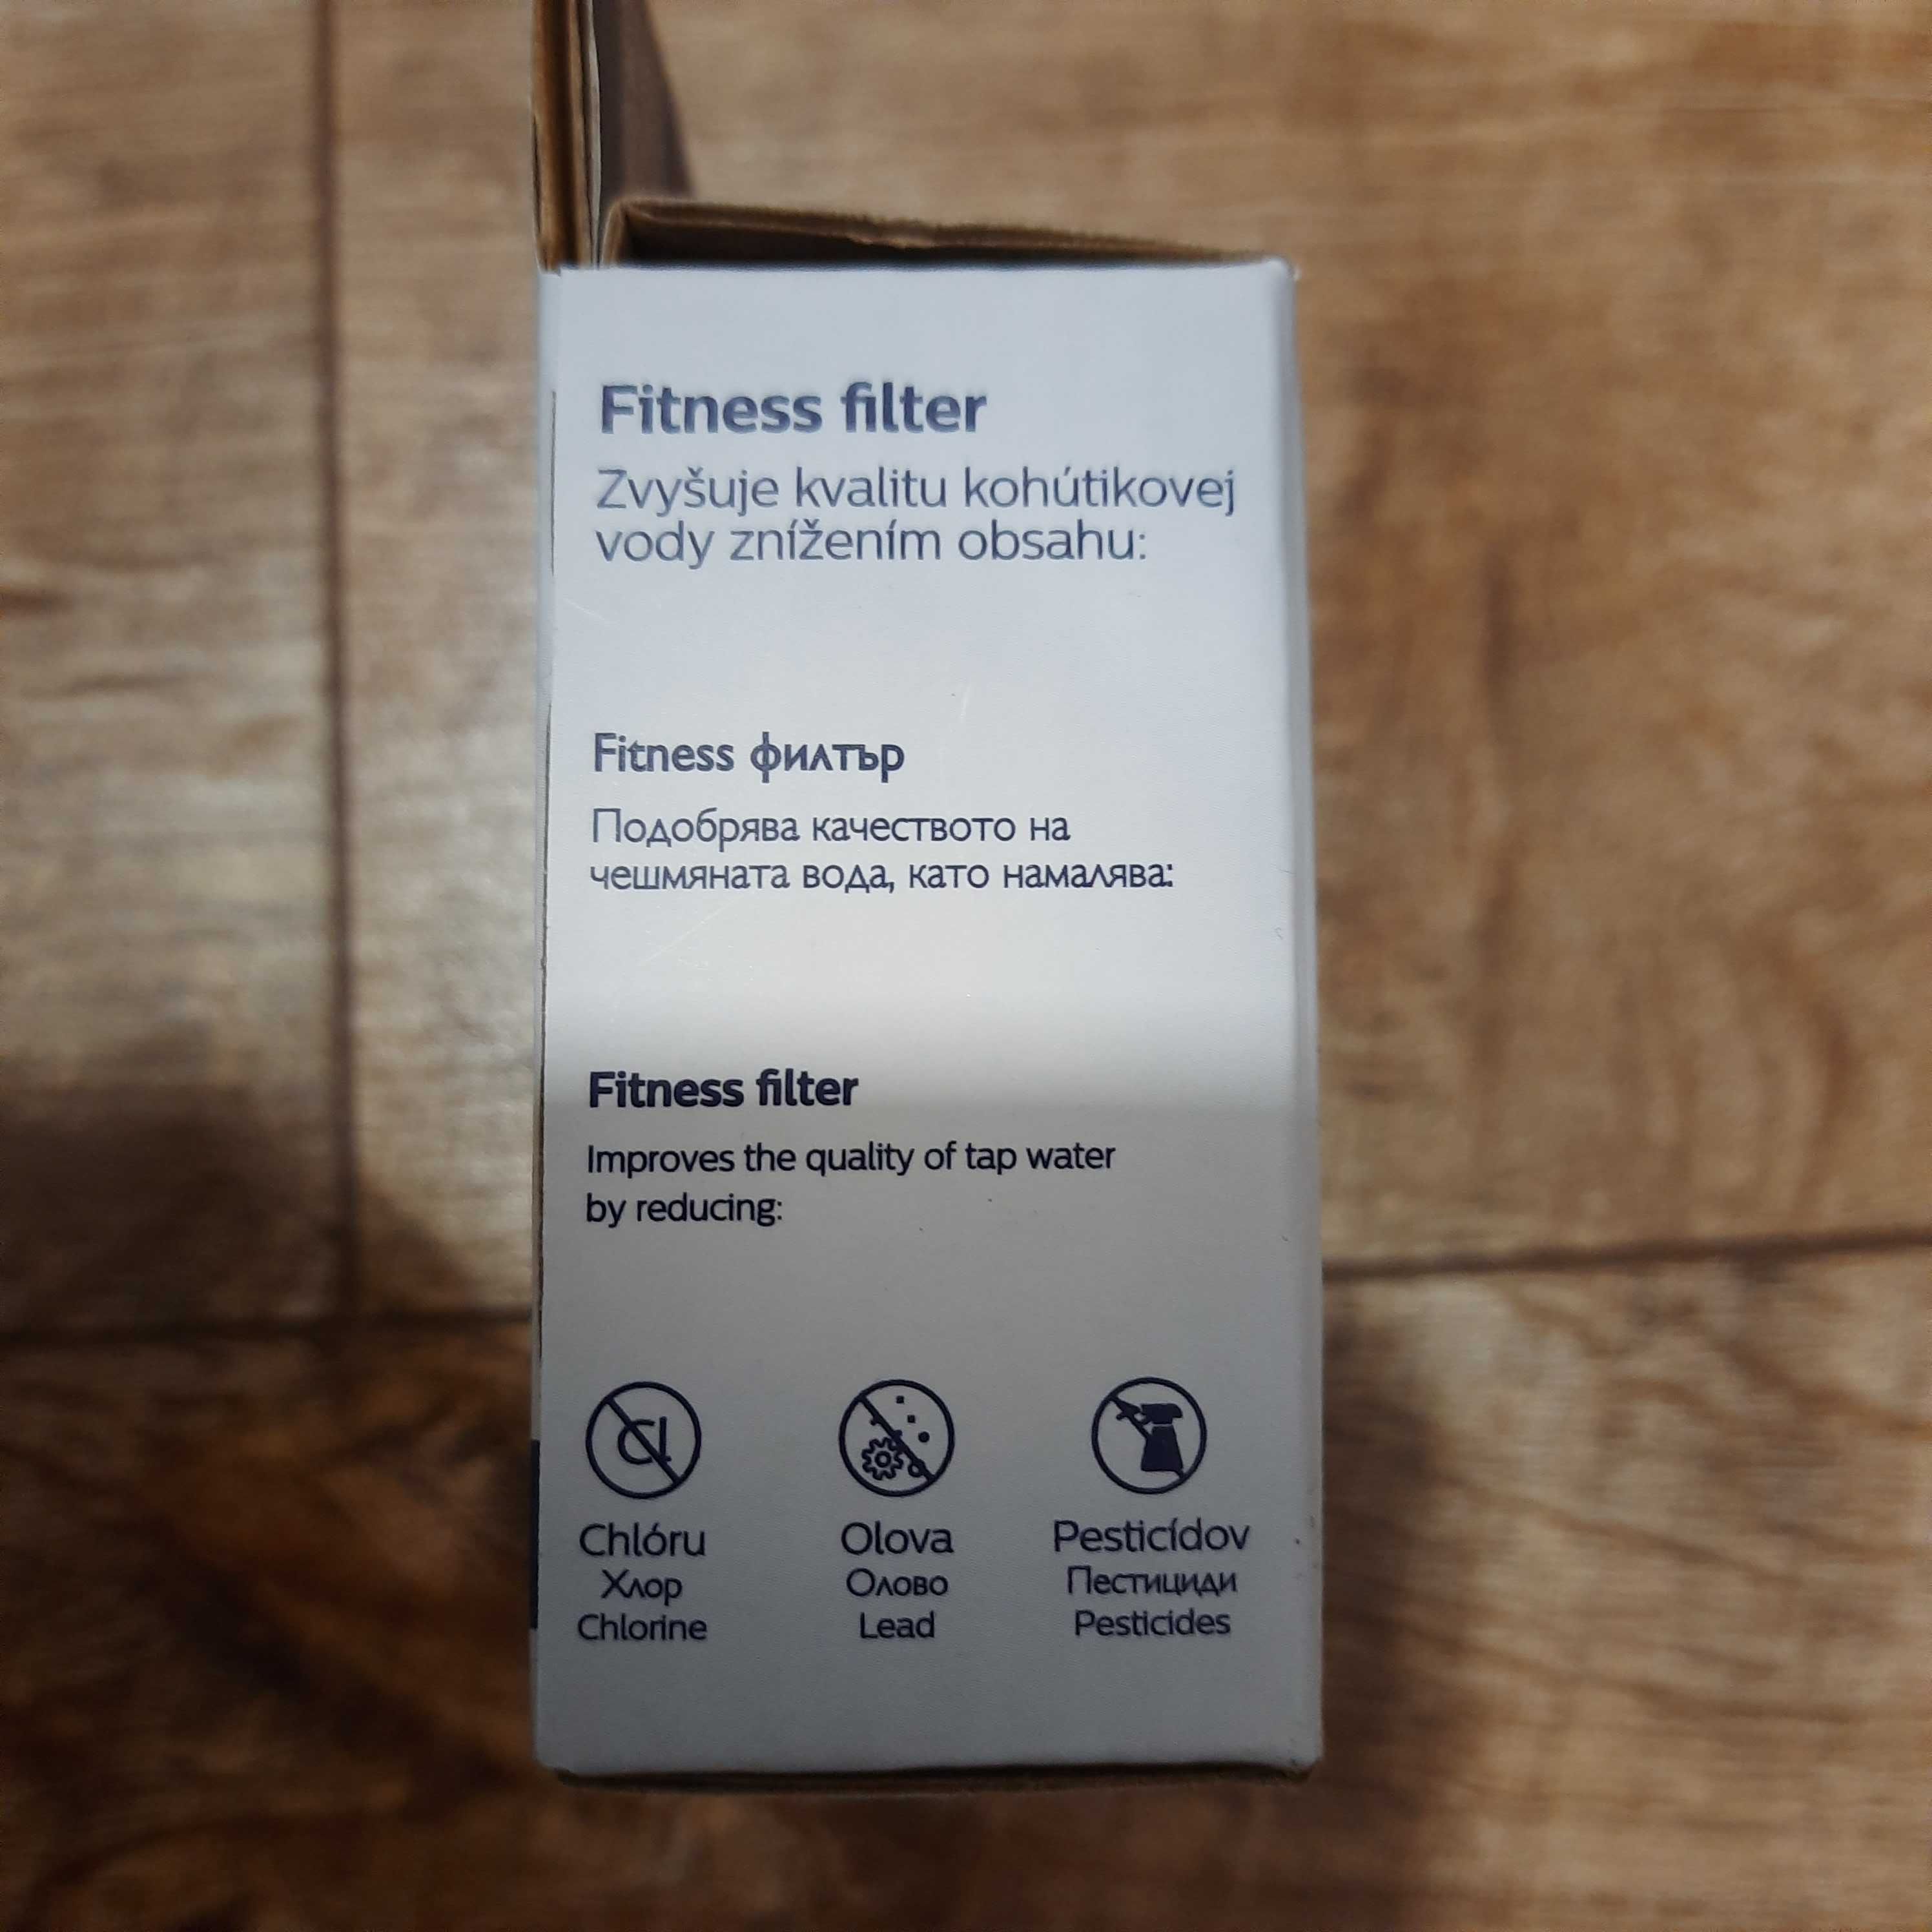 Fitness filter
Zvyšuje kvalitu kohútikovej
vody znížením obsahu:
Fitness филтър
Подобрява качеството на
чешмяната вода, като намалява:
Fitness filter
Improves the quality of tap water
by reducing:
Cl
Chlóru
Хлор
Chlorine
Olova
Олово
Lead
Pesticídov
Пестициди
Pesticides